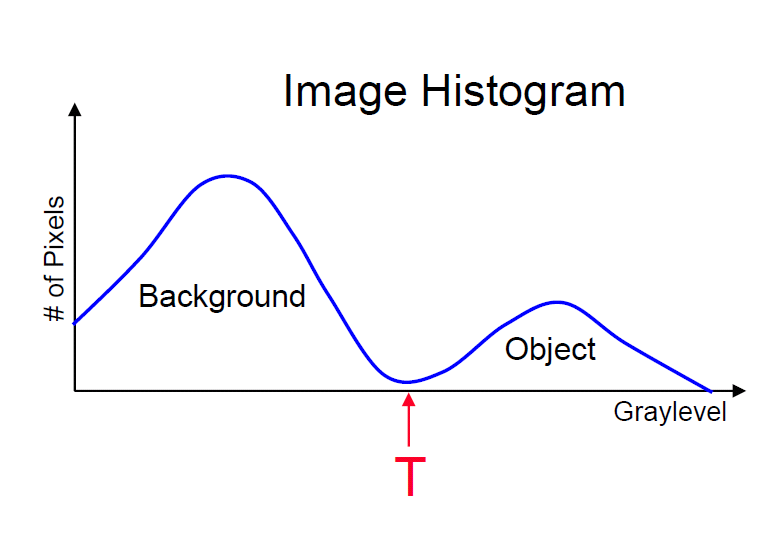 Image Histogram
# of Pixels
Background
Object
Graylevel
T